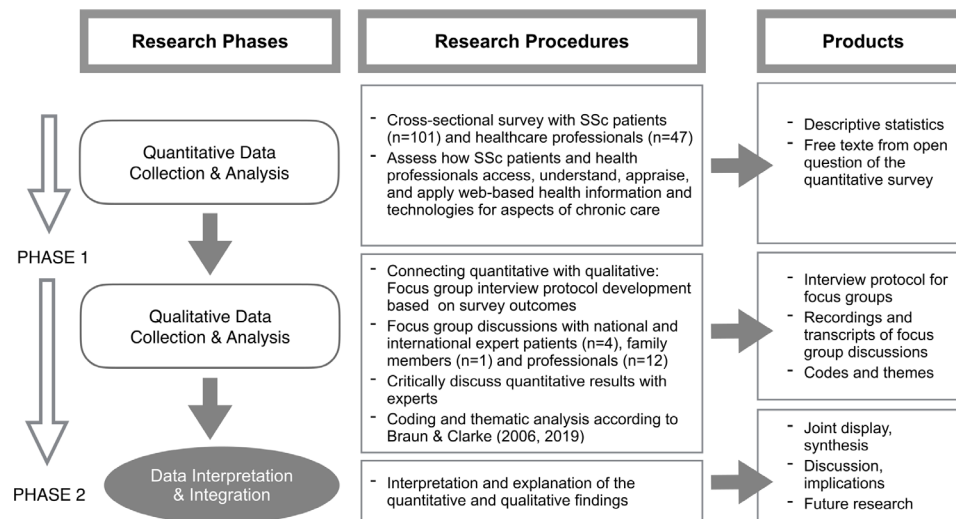 Research Phases
Research Procedures
Products
Quantitative Data
Collection & Analysis
- Cross-sectional survey with SSc patients
(n=101) and healthcare professionals (n=47)
- Assess how SSc patients and health
professionals access, understand, appraise,
and apply web-based health information and
technologies for aspects of chronic care
- Descriptive statistics
- Free texte from open
question of the
quantitative survey
PHASE 1
Qualitative Data
Collection & Analysis
- Connecting quantitative with qualitative:
Focus group interview protocol development
based on survey outcomes
- Focus group discussions with national and
international expert patients (n=4), family
members (n=1) and professionals (n=12)
- Critically discuss quantitative results with
experts
- Coding and thematic analysis according to
Braun & Clarke (2006, 2019)
- Interview protocol for
focus groups
- Recordings and
transcripts of focus
group discussions
- Codes and themes
PHASE 2
Data Interpretation
& Integration
- Interpretation and explanation of the
quantitative and qualitative findings
- Joint display,
synthesis
- Discussion,
implications
- Future research